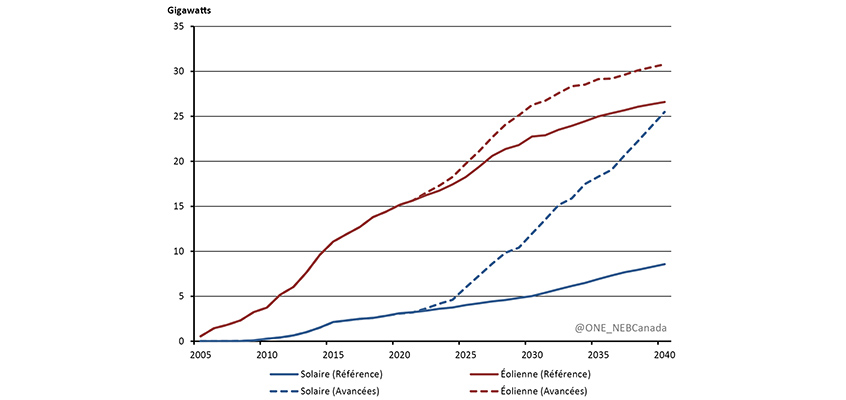 Gigawatts
35
30
25
20
15
10
5
0
2005 2010 2015 2020 2025 2030 2035 2040
@ONE_NEBCanada
Solaire (Référence) Éolienne (Référence)
Solaire (Avancées) Éolienne (Avancées)